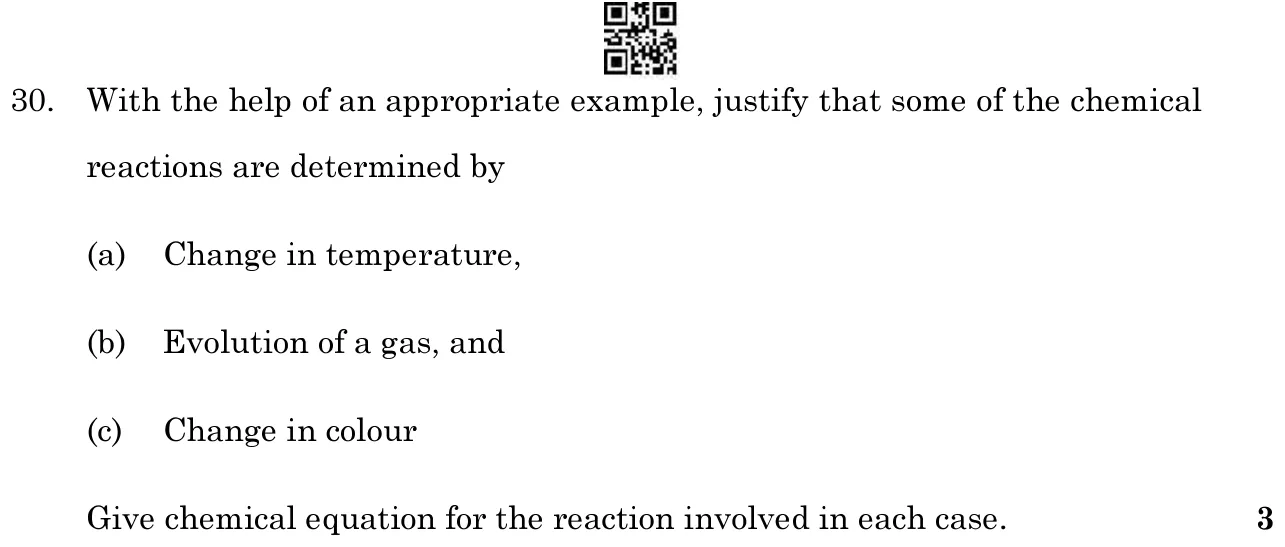 30. With the help of an appropriate example, justify that some of the chemical
reactions are determined by
(a) Change in temperature,
(b) Evolution of a gas, and
(c) Change in colour
Give chemical equation for the reaction involved in each case. 3